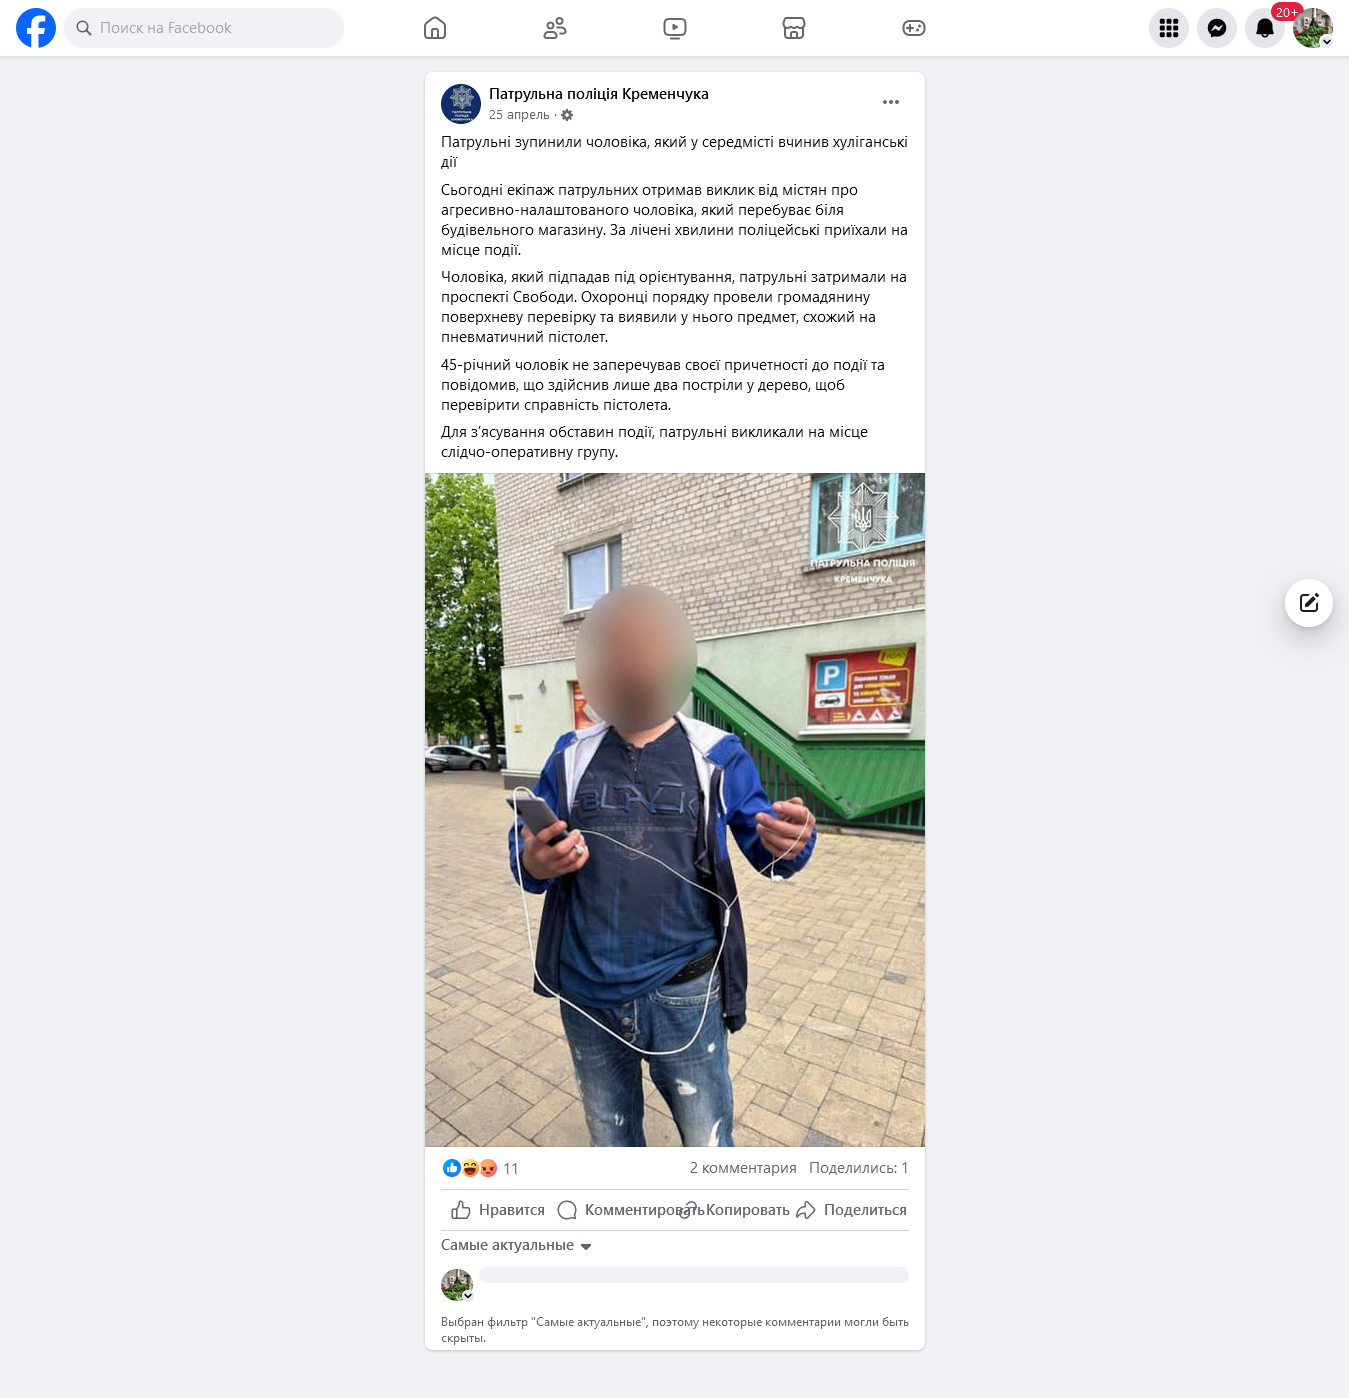 Поиск на Facebook
20+
Патрульна поліція Кременчука
25 апрель ·
Патрульні зупинили чоловіка, який у середмісті вчинив хуліганські
дії
Сьогодні екіпаж патрульних отримав виклик від містян про
агресивно-налаштованого чоловіка, який перебуває біля
будівельного магазину. За лічені хвилини поліцейські приїхали на
місце події.
Чоловіка, який підпадав під орієнтування, патрульні затримали на
проспекті Свободи. Охоронці порядку провели громадянину
поверхневу перевірку та виявили у нього предмет, схожий на
пневматичний пістолет.
45-річний чоловік не заперечував своєї причетності до події та
повідомив, що здійснив лише два постріли у дерево, щоб
перевірити справність пістолета.
Для з’ясування обставин події, патрульні викликали на місце
слідчо-оперативну групу.
ПАТРУЛЬНА ПОЛІЦІЯ
КРЕМЕНЧУКА
P
BLACK
11
2 комментария Поделились: 1
Нравится Комментировать Копировать Поделиться
Самые актуальные
Выбран фильтр "Самые актуальные", поэтому некоторые комментарии могли быть
скрыты.